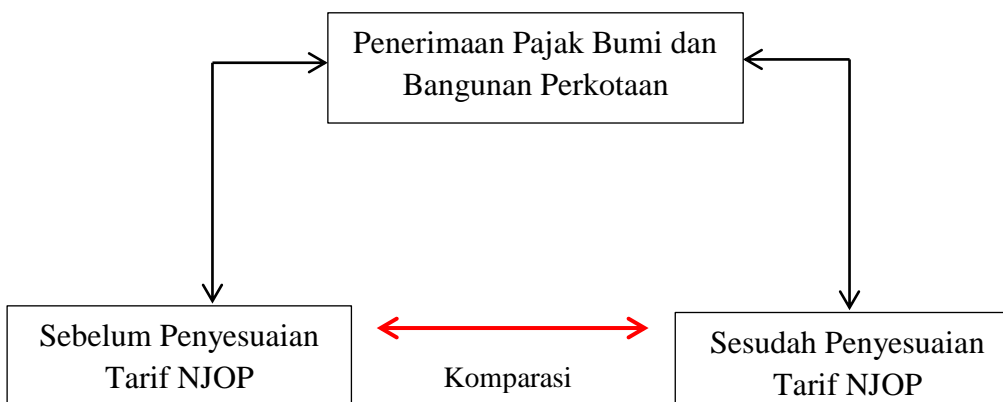 Penerimaan Pajak Bumi dan
Bangunan Perkotaan
Sebelum Penyesuaian
Tarif NJOP
Komparasi
Sesudah Penyesuaian
Tarif NJOP